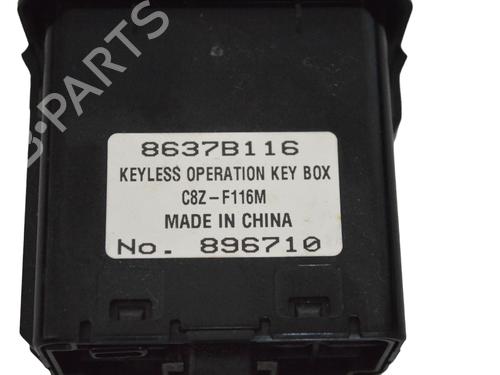 8637B116
KEYLESS OPERATION KEY BOX
C8Z-F116M
MADE IN CHINA
No. 896710
B-PARTS